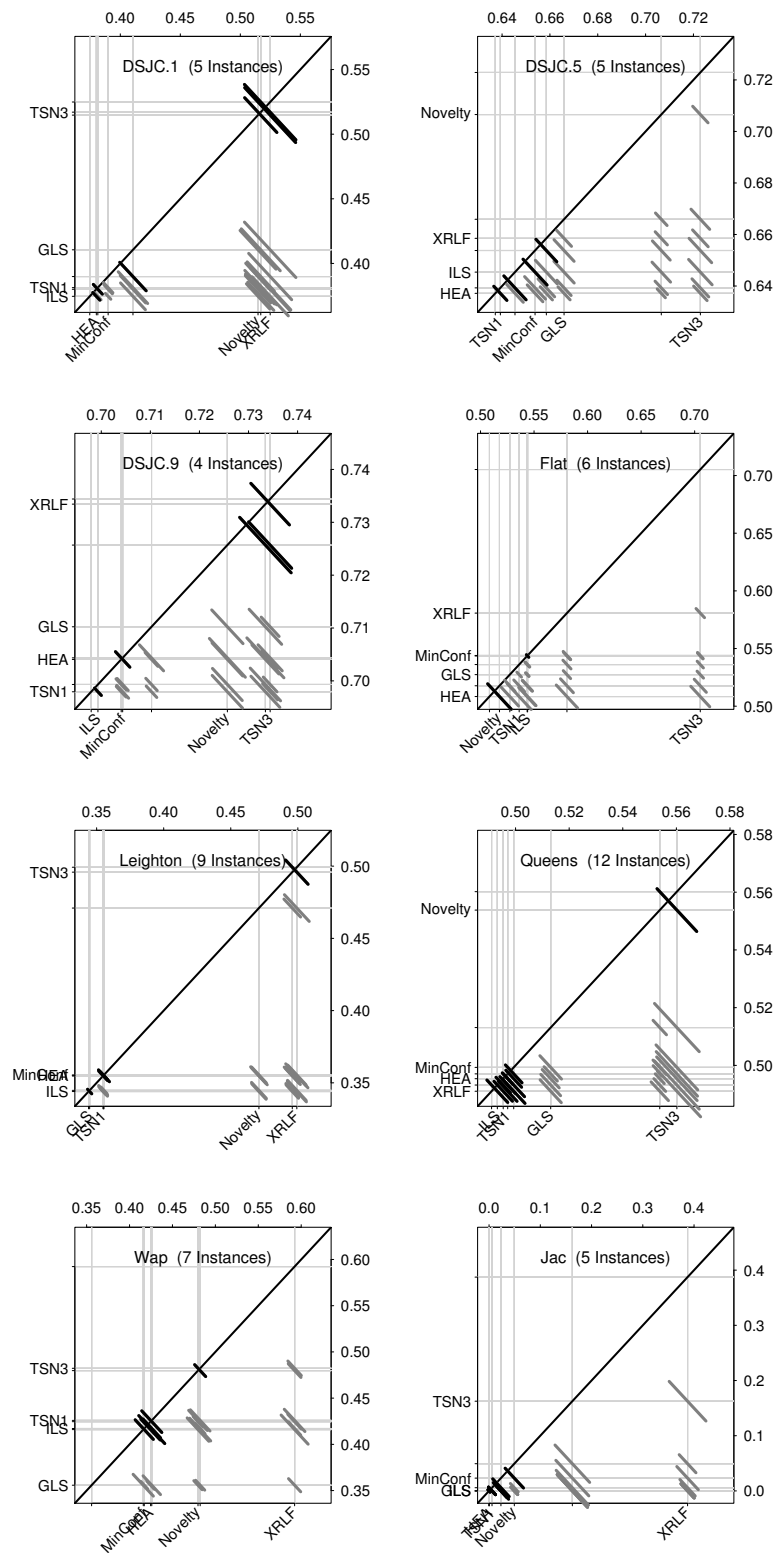 0.40 0.45 0.50 0.55
DSJC.1 (5 Instances)
0.55
TSN3
0.50
0.45
GLS
0.40
TSN1
ILS
HEA
MinConf
Novelty
XRLF
0.64 0.66 0.68 0.70 0.72
DSJC.5 (5 Instances)
0.72
Novelty
0.70
0.68
0.66
XRLF
ILS
0.64
HEA
TSN1
MinConf
GLS
TSN3
0.70 0.71 0.72 0.73 0.74
DSJC.9 (4 Instances)
0.74
XRLF
0.73
0.72
GLS
0.71
HEA
0.70
TSN1
ILS
MinConf
Novelty
TSN3
0.50 0.55 0.60 0.65 0.70
Flat (6 Instances)
0.70
0.65
XRLF
0.60
MinConf
0.55
GLS
HEA
0.50
Novelty
TSN1
ILS
TSN3
0.35 0.40 0.45 0.50
Leighton (9 Instances)
TSN3
0.50
0.45
0.40
MinConf
HEA
0.35
ILS
GLS
TSN1
Novelty
XRLF
0.50 0.52 0.54 0.56 0.58
0.58
Queens (12 Instances)
0.56
Novelty
0.54
0.52
MinConf
0.50
HEA
XRLF
ILS
TSN1
GLS
TSN3
0.35 0.40 0.45 0.50 0.55 0.60
Wap (7 Instances)
0.60
0.55
0.50
TSN3
0.45
TSN1
ILS
0.40
GLS
0.35
MinConf
HEA
Novelty
XRLF
0.0 0.1 0.2 0.3 0.4
Jac (5 Instances)
0.4
0.3
0.2
TSN3
0.1
MinConf
GLS
0.0
HEA
TSN1
Novelty
XRLF